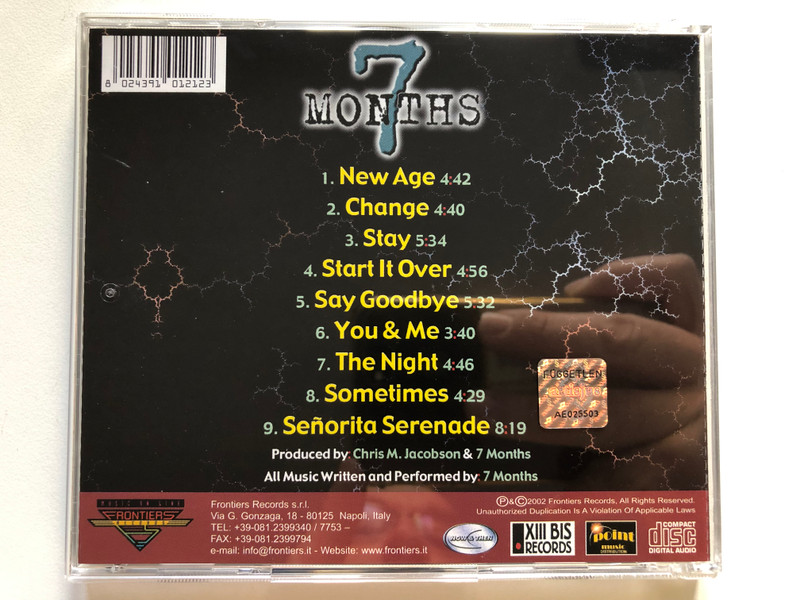 8 024391 012123
7
MONTHS
1. New Age 4:42
2. Change 4:40
3. Stay 5:34
4. Start It Over 4:56
5. Say Goodbye 5:32
6. You & Me 3:40
7. The Night 4:46
8. Sometimes 4:29
9. Señorita Serenade 8:19
FÜGGETLEN
AE025503
Produced by: Chris M. Jacobson & 7 Months
All Music Written and Performed by: 7 Months
MUSIC ON LINE
FRONTIERS
RECORDS
Frontiers Records s.r.l.
Via G. Gonzaga, 18 - 80125 Napoli, Italy
TEL: +39-081.2399340 / 7753 –
FAX: +39-081.2399794
e-mail: info@frontiers.it - Website: www.frontiers.it
℗&©2002 Frontiers Records, All Rights Reserved.
Unauthorized Duplication Is A Violation Of Applicable Laws
NOW & THEN
XIII BIS
RECORDS
point
music
DISTRIBUTION
COMPACT
disc
DIGITAL AUDIO